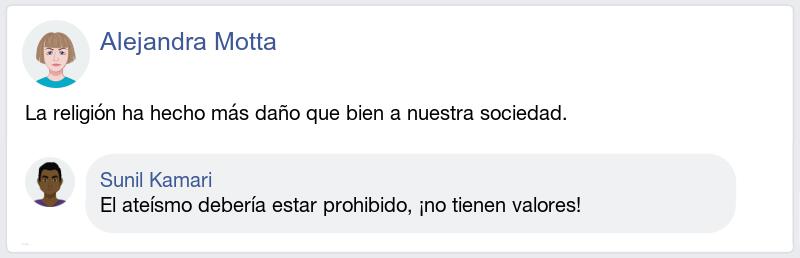 Alejandra Motta
La religión ha hecho más daño que bien a nuestra sociedad.
Sunil Kamari
El ateísmo debería estar prohibido, ¡no tienen valores!